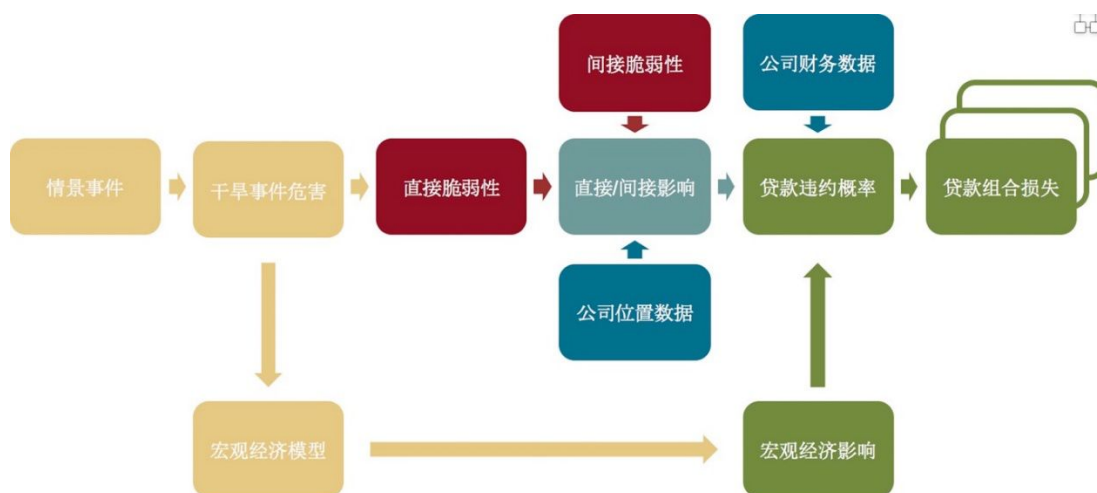 间接脆弱性
公司财务数据
情景事件
干旱事件危害
直接脆弱性
直接/间接影响
贷款违约概率
贷款组合损失
公司位置数据
宏观经济模型
宏观经济影响